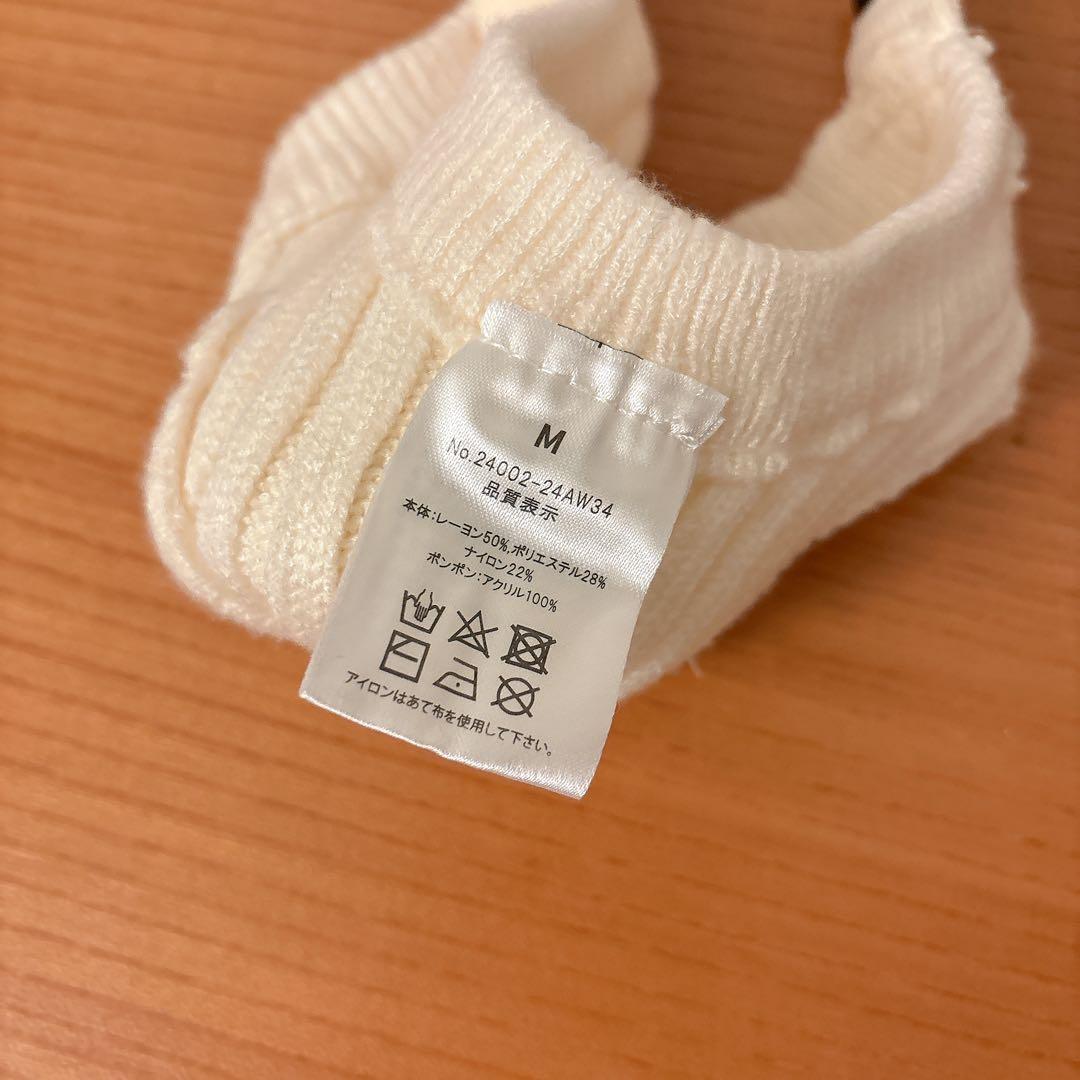 M
No.24002-24AW34
品質表示
本体:レーヨン50%,ポリエステル28%
ナイロン22%
ポンポン:アクリル100%
アイロンはあて布を使用して下さい。